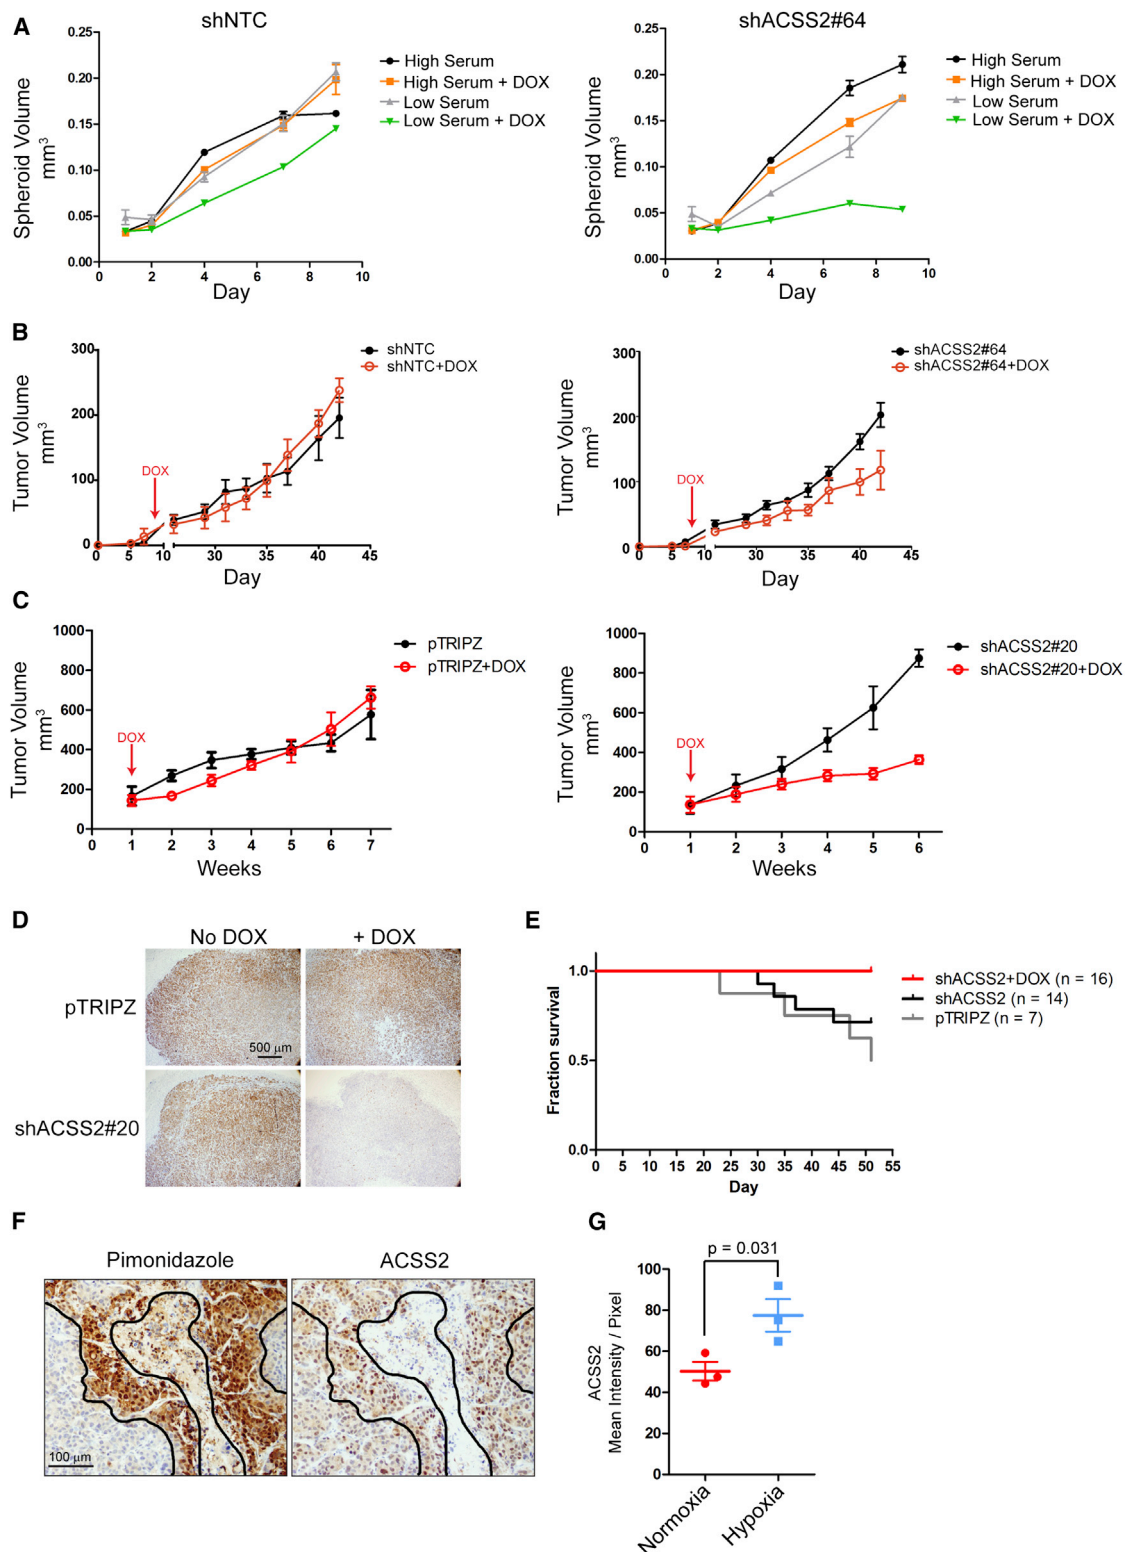 A
shNTC
shACSS2#64
Spheroid Volume
mm³
0.25
0.20
0.15
0.10
0.05
0.00
0 2 4 6 8 10
Day
High Serum
High Serum + DOX
Low Serum
Low Serum + DOX
Spheroid Volume
mm³
0.25
0.20
0.15
0.10
0.05
0.00
0 2 4 6 8 10
Day
High Serum
High Serum + DOX
Low Serum
Low Serum + DOX
B
Tumor Volume
mm³
300
200
100
0
0 5 10 30 35 40 45
Day
DOX
shNTC
shNTC+DOX
Tumor Volume
mm³
300
200
100
0
0 5 10 30 35 40 45
Day
DOX
shACSS2#64
shACSS2#64+DOX
C
Tumor Volume
mm³
1000
800
600
400
200
0
0 1 2 3 4 5 6 7
Weeks
DOX
pTRIPZ
pTRIPZ+DOX
Tumor Volume
mm³
1000
800
600
400
200
0
0 1 2 3 4 5 6
Weeks
DOX
shACSS2#20
shACSS2#20+DOX
D
No DOX + DOX
pTRIPZ
500 μm
shACSS2#20
E
Fraction survival
1.0
0.5
0.0
0 5 10 15 20 25 30 35 40 45 50 55
Day
shACSS2+DOX (n = 16)
shACSS2 (n = 14)
pTRIPZ (n = 7)
F
Pimonidazole
ACSS2
100 μm
G
p = 0.031
ACSS2
Mean Intensity / Pixel
100
80
60
40
20
0
Normoxia
Hypoxia